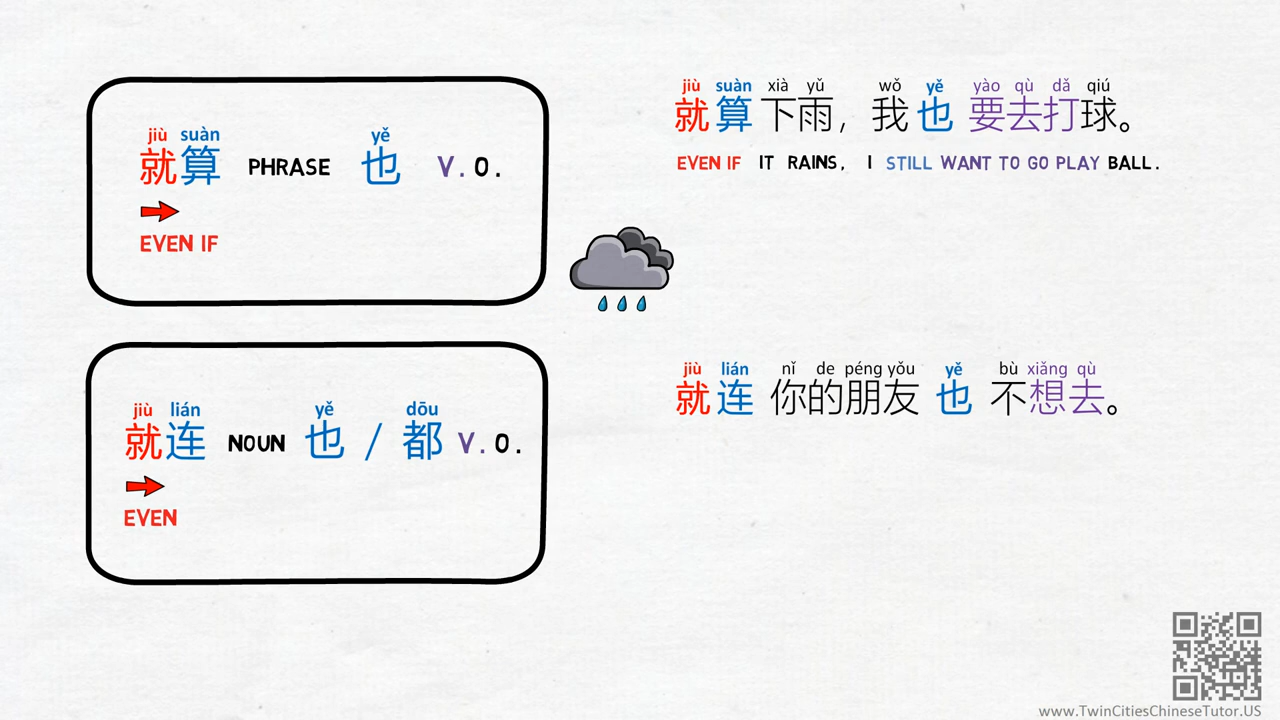 jiù suàn yě
就算 PHRASE 也 V. O.
EVEN IF
jiù suàn xià yǔ wǒ yě yào qù dǎ qiú
就算下雨，我也要去打球。
EVEN IF IT RAINS, I STILL WANT TO GO PLAY BALL.
jiù lián yě dōu
就连 NOUN 也 / 都 V. O.
EVEN
jiù lián nǐ de péng yǒu yě bù xiǎng qù
就连你的朋友也不想去。
www.TwinCitiesChineseTutor.US